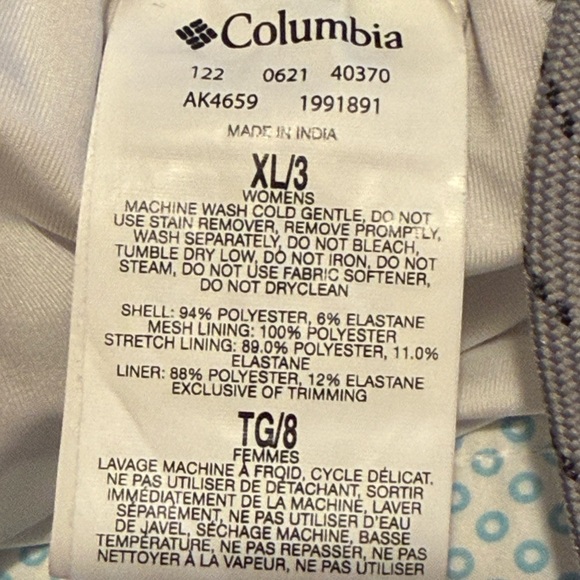 Columbia
122 0621 40370
AK4659 1991891
MADE IN INDIA
XL/3
WOMENS
MACHINE WASH COLD GENTLE, DO NOT
USE STAIN REMOVER, REMOVE PROMPTLY,
WASH SEPARATELY, DO NOT BLEACH,
TUMBLE DRY LOW, DO NOT IRON, DO NOT
STEAM, DO NOT USE FABRIC SOFTENER,
DO NOT DRYCLEAN
SHELL: 94% POLYESTER, 6% ELASTANE
MESH LINING: 100% POLYESTER
STRETCH LINING: 89.0% POLYESTER, 11.0%
ELASTANE
LINER: 88% POLYESTER, 12% ELASTANE
EXCLUSIVE OF TRIMMING
TG/8
FEMMES
LAVAGE MACHINE À FROID, CYCLE DÉLICAT.
NE PAS UTILISER DE DÉTACHANT, SORTIR
IMMÉDIATEMENT DE LA MACHINE, LAVER
SÉPARÉMENT, NE PAS UTILISER D'EAU
DE JAVEL, SÉCHAGE MACHINE, BASSE
TEMPÉRATURE, NE PAS REPASSER, NE PAS
NETTOYER À LA VAPEUR, NE PAS UTILISER